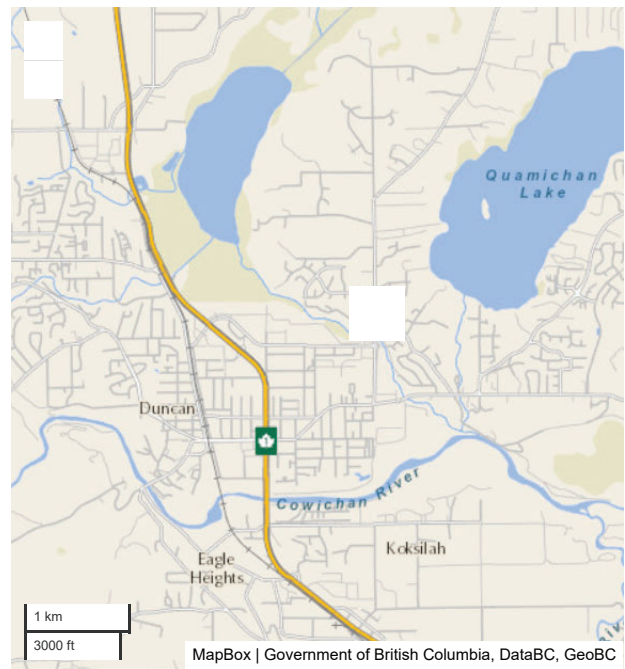 Quamichan
Lake
Duncan
1
Cowichan River
Eagle
Heights
Koksilah
1 km
3000 ft
MapBox | Government of British Columbia, DataBC, GeoBC